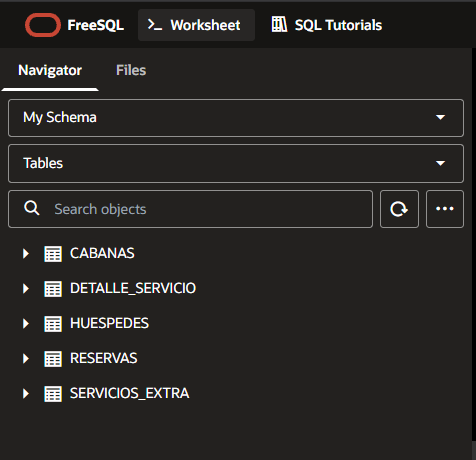 FreeSQL Worksheet SQL Tutorials
Navigator Files
My Schema
Tables
Search objects
CABANAS
DETALLE_SERVICIO
HUESPEDES
RESERVAS
SERVICIOS_EXTRA